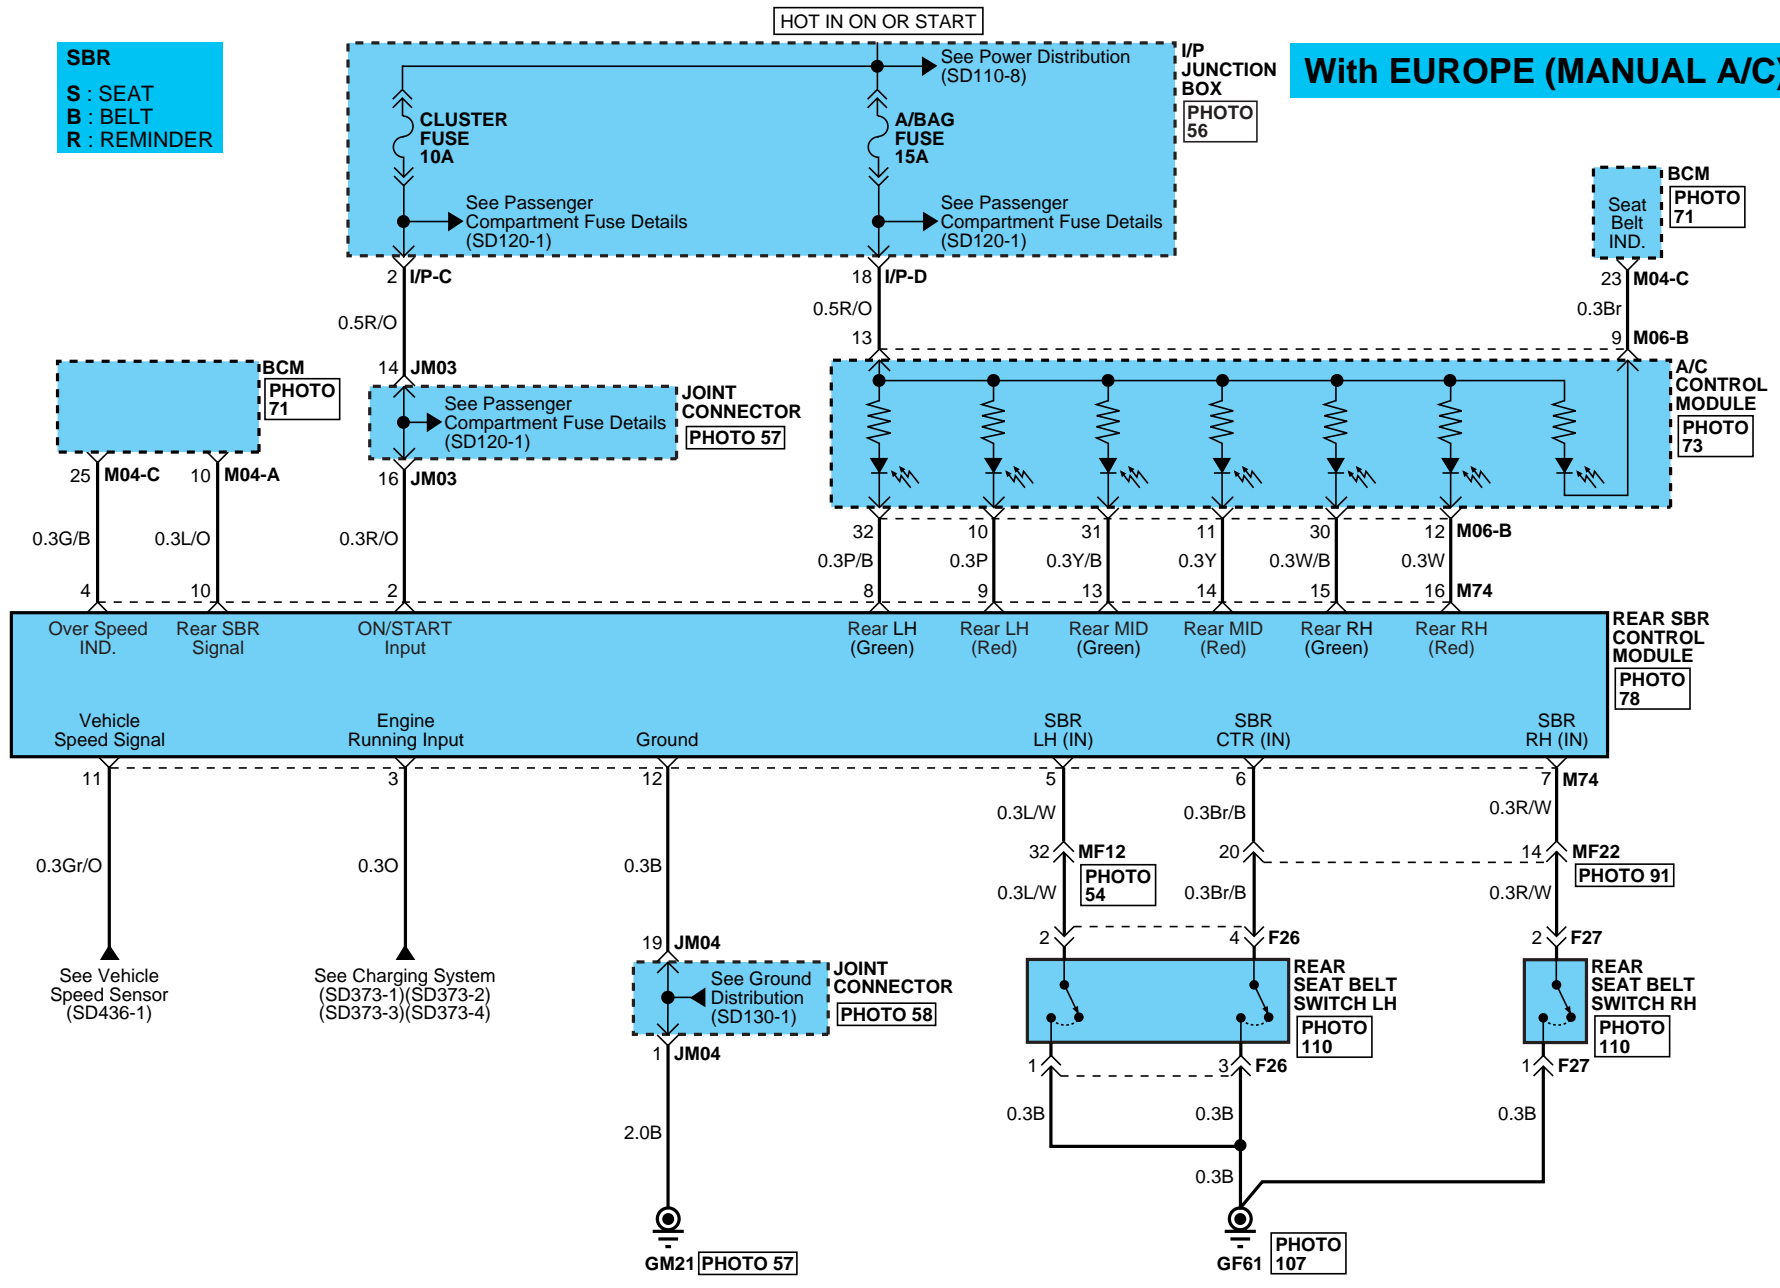 HOT IN ON OR START
SBR
S : SEAT
B : BELT
R : REMINDER
With EUROPE (MANUAL A/C)
See Power Distribution
(SD110-8)
I/P
JUNCTION
BOX
PHOTO
56
CLUSTER
FUSE
10A
A/BAG
FUSE
15A
See Passenger
Compartment Fuse Details
(SD120-1)
See Passenger
Compartment Fuse Details
(SD120-1)
2 I/P-C
18 I/P-D
BCM
PHOTO
71
Seat
Belt
IND.
23 M04-C
0.3Br
9 M06-B
0.5R/O
0.5R/O
13
BCM
PHOTO
71
14 JM03
See Passenger
Compartment Fuse Details
(SD120-1)
JOINT
CONNECTOR
PHOTO 57
A/C
CONTROL
MODULE
PHOTO
73
25 M04-C
10 M04-A
16 JM03
32
10
31
11
30
12 M06-B
0.3G/B
0.3L/O
0.3R/O
0.3P/B
0.3P
0.3Y/B
0.3Y
0.3W/B
0.3W
4
10
2
8
9
13
14
15
16 M74
Over Speed
IND.
Rear SBR
Signal
ON/START
Input
Rear LH
(Green)
Rear LH
(Red)
Rear MID
(Green)
Rear MID
(Red)
Rear RH
(Green)
Rear RH
(Red)
REAR SBR
CONTROL
MODULE
PHOTO
78
Vehicle
Speed Signal
Engine
Running Input
Ground
SBR
LH (IN)
SBR
CTR (IN)
SBR
RH (IN)
11
3
12
5
6
7 M74
0.3Gr/O
0.3O
0.3B
0.3L/W
0.3Br/B
0.3R/W
32 MF12
PHOTO
54
20
14 MF22
PHOTO 91
0.3L/W
0.3Br/B
0.3R/W
See Vehicle
Speed Sensor
(SD436-1)
See Charging System
(SD373-1)(SD373-2)
(SD373-3)(SD373-4)
19 JM04
See Ground
Distribution
(SD130-1)
JOINT
CONNECTOR
PHOTO 58
1 JM04
2
4 F26
2 F27
REAR
SEAT BELT
SWITCH LH
PHOTO
110
REAR
SEAT BELT
SWITCH RH
PHOTO
110
1
3 F26
1 F27
2.0B
0.3B
0.3B
0.3B
0.3B
GM21 PHOTO 57
GF61
PHOTO
107